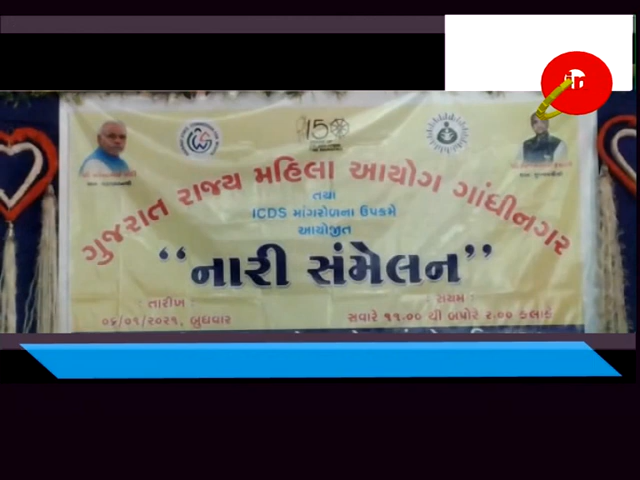 ૧૫૦
ગુજરાત રાજ્ય મહિલા આયોગ ગાંધીનગર
તથા
ICDS માંગરોળના ઉપક્રમે
આયોજીત
“નારી સંમેલન”
: તારીખ :
૦૬/૦૧/૨૦૨૧, બુધવાર
: સમય :
સવારે ૧૧.૦૦ થી બપોરે ૨.૦૦ કલાકે